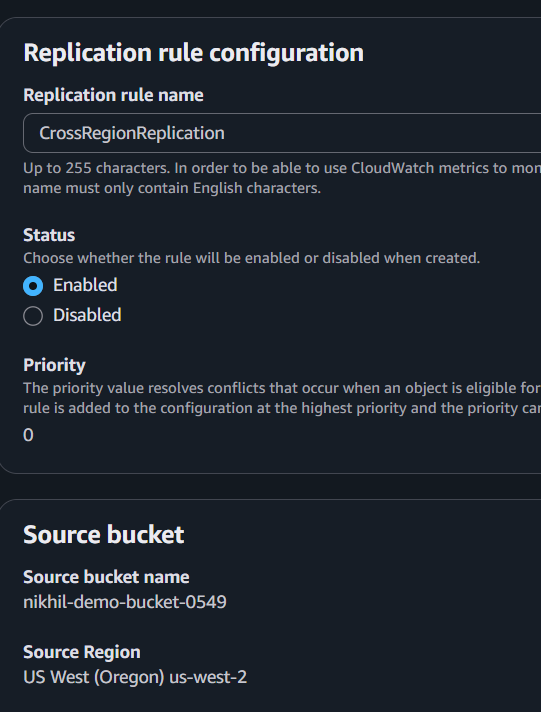 Replication rule configuration
Replication rule name
CrossRegionReplication
Up to 255 characters. In order to be able to use CloudWatch metrics to mon
name must only contain English characters.
Status
Choose whether the rule will be enabled or disabled when created.
Enabled
Disabled
Priority
The priority value resolves conflicts that occur when an object is eligible for
rule is added to the configuration at the highest priority and the priority can
0
Source bucket
Source bucket name
nikhil-demo-bucket-0549
Source Region
US West (Oregon) us-west-2